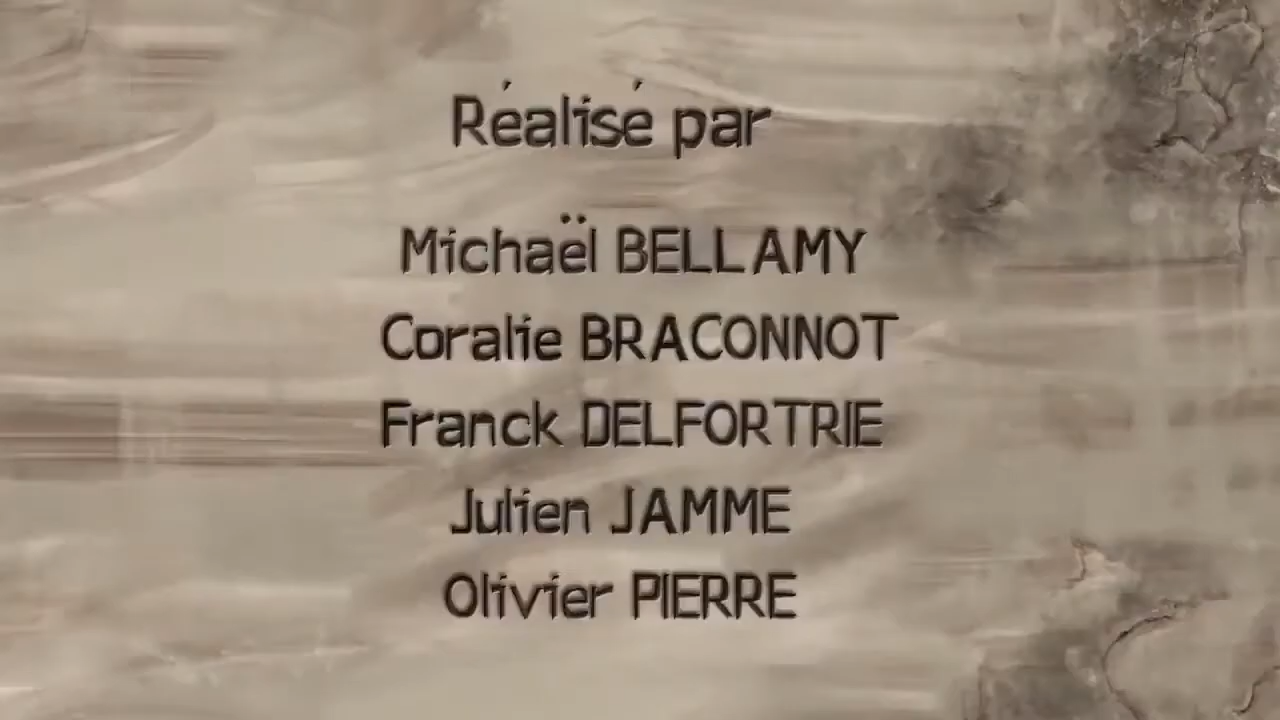 Réalisé par
Michaël BELLAMY
Coralie BRACONNOT
Franck DELFORTRIE
Julien JAMME
Olivier PIERRE